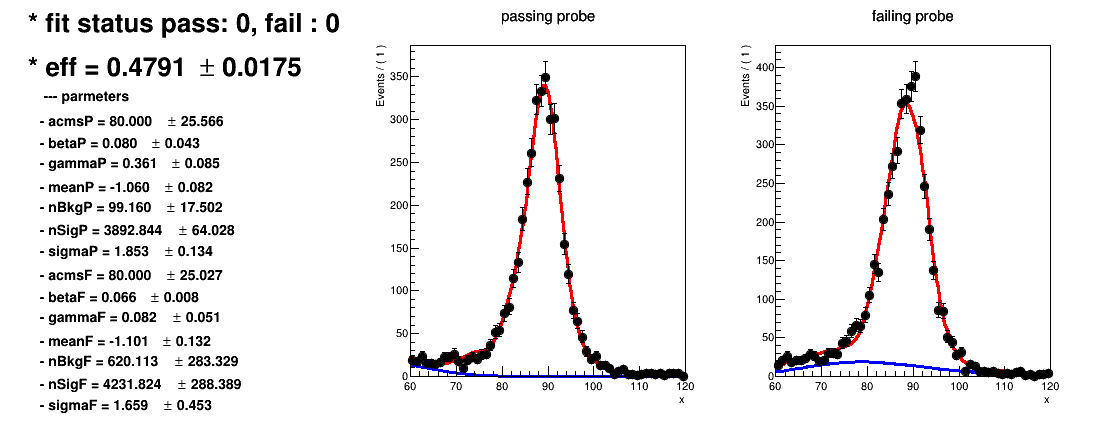 * fit status pass: 0, fail : 0
* eff = 0.4791 ± 0.0175
--- parmeters
- acmsP = 80.000 ± 25.566
- betaP = 0.080 ± 0.043
- gammaP = 0.361 ± 0.085
- meanP = -1.060 ± 0.082
- nBkgP = 99.160 ± 17.502
- nSigP = 3892.844 ± 64.028
- sigmaP = 1.853 ± 0.134
- acmsF = 80.000 ± 25.027
- betaF = 0.066 ± 0.008
- gammaF = 0.082 ± 0.051
- meanF = -1.101 ± 0.132
- nBkgF = 620.113 ± 283.329
- nSigF = 4231.824 ± 288.389
- sigmaF = 1.659 ± 0.453
passing probe
Events / ( 1 )
350
300
250
200
150
100
50
0
60 70 80 90 100 110 120
x
failing probe
Events / ( 1 )
400
350
300
250
200
150
100
50
0
60 70 80 90 100 110 120
x